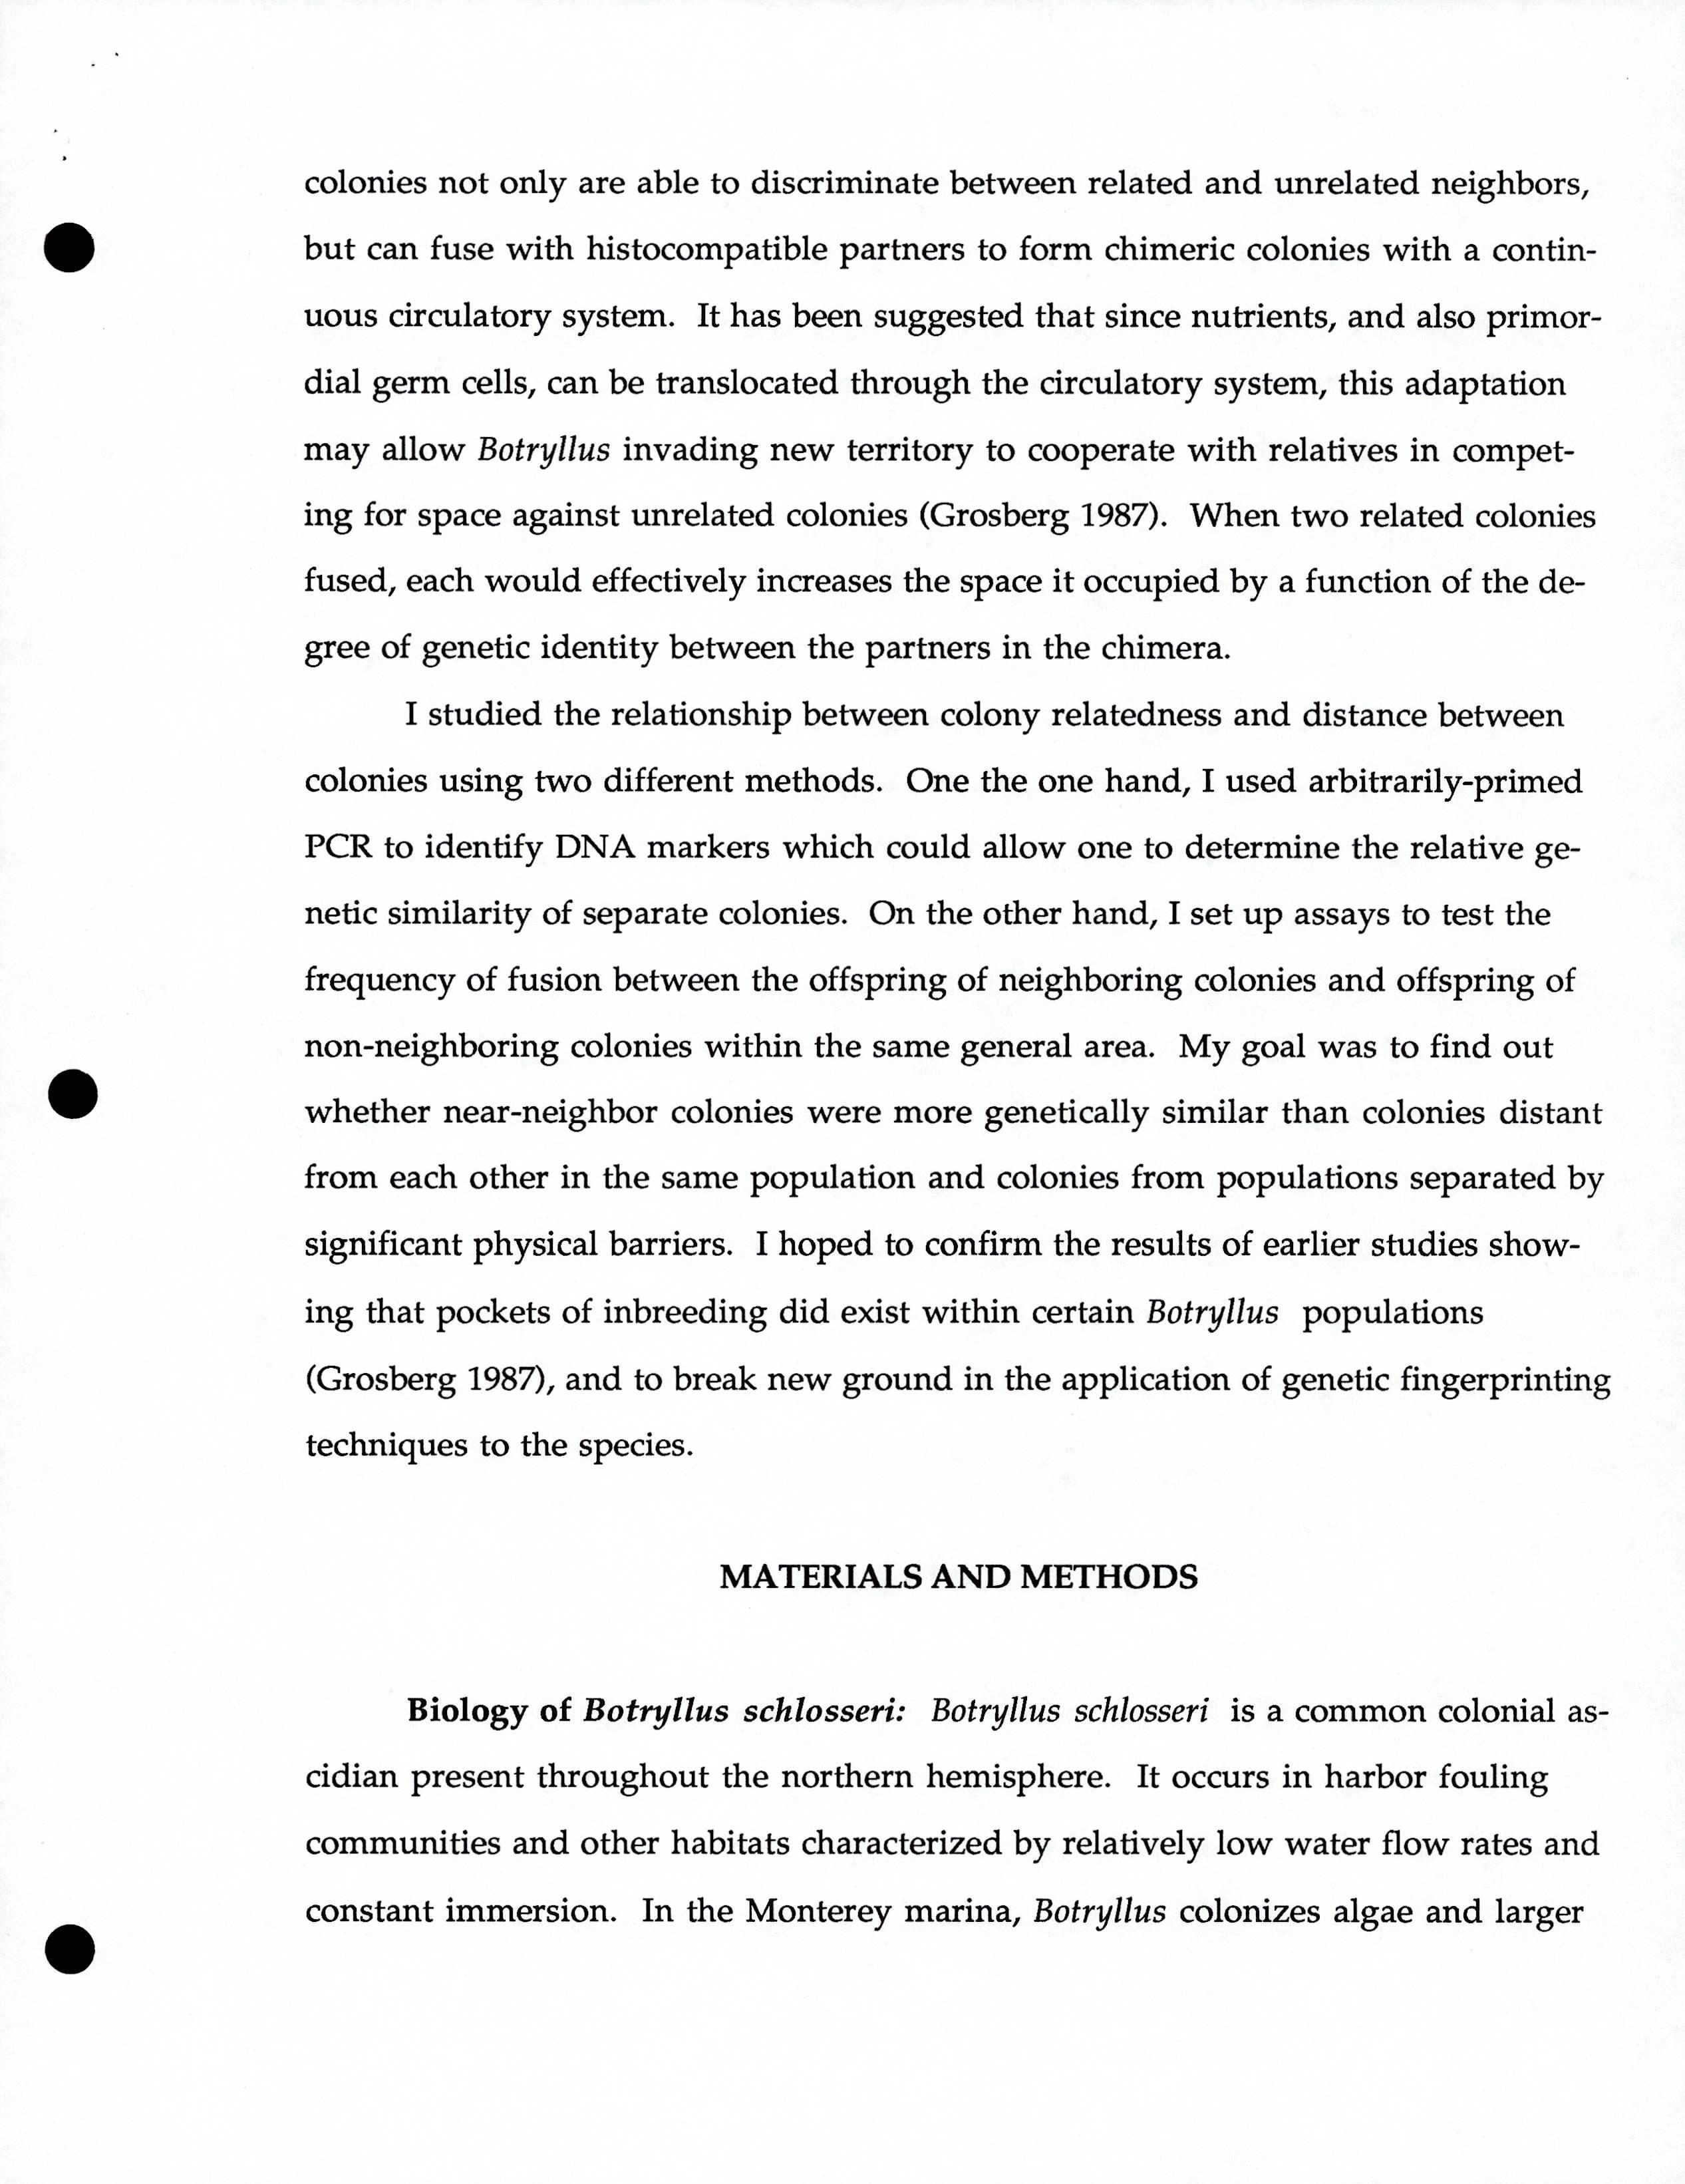 colonies not only are able to discriminate between related and unrelated neighbors,
but can fuse with histocompatible partners to form chimeric colonies with a contin-
uous circulatory system. It has been suggested that since nutrients, and also primor-
dial germ cells, can be translocated through the circulatory system, this adaptation
may allow Botryllus invading new territory to cooperate with relatives in compet-
ing for space against unrelated colonies (Grosberg 1987). When two related colonies
fused, each would effectively increases the space it occupied by a function of the de-
gree of genetic identity between the partners in the chimera.
I studied the relationship between colony relatedness and distance between
colonies using two different methods. One the one hand, I used arbitrarily-primed
PCR to identify DNA markers which could allow one to determine the relative ge-
netic similarity of separate colonies. On the other hand, I set up assays to test the
frequency of fusion between the offspring of neighboring colonies and offspring of
non-neighboring colonies within the same general area. My goal was to find out
whether near-neighbor colonies were more genetically similar than colonies distant
from each other in the same population and colonies from populations separated by
significant physical barriers. I hoped to confirm the results of earlier studies show-
ing that pockets of inbreeding did exist within certain Botryllus populations
(Grosberg 1987), and to break new ground in the application of genetic fingerprinting
techniques to the species.
MATERIALS AND METHODS
Biology of Botryllus schlosseri: Botryllus schlosseri is a common colonial as-
cidian present throughout the northern hemisphere. It occurs in harbor fouling
communities and other habitats characterized by relatively low water flow rates and
constant immersion. In the Monterey marina, Botryllus colonizes algae and larger